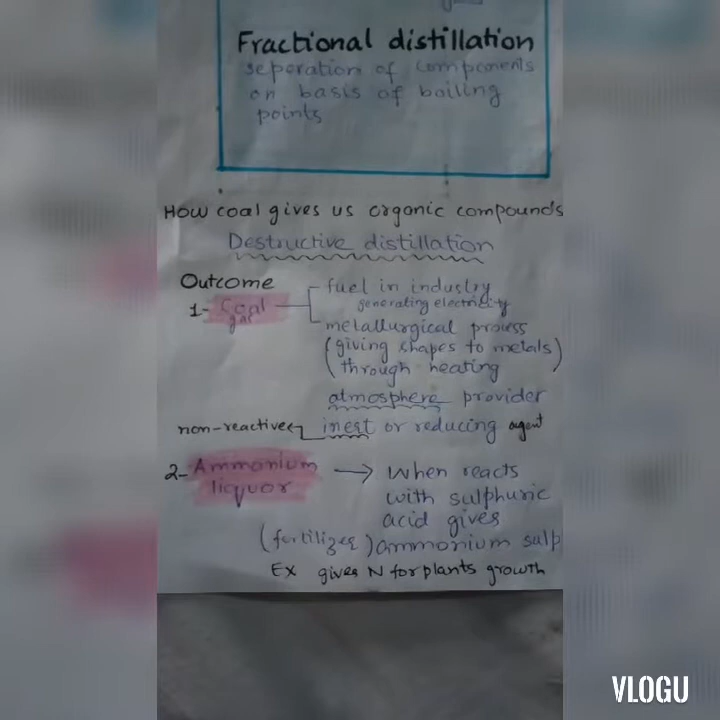 Fractional distillation
seperation of components
on basis of boiling
points
How coal gives us organic compounds
Destructive distillation
Outcome
1- Coal gas
fuel in industry
generating electricity
metallurgical process
(giving shapes to metals)
through heating
atmosphere provider
non-reactive inert or reducing agent
2- Ammonium liquor → When reacts
with sulphuric
acid gives
(fertilizer) ammonium sulp
Ex gives N for plants growth
VLOGU